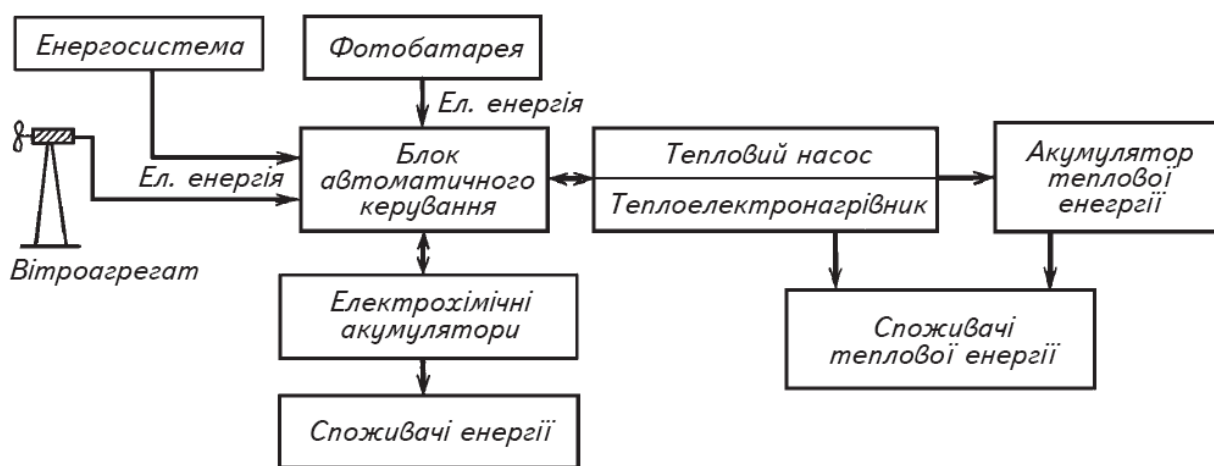 Енергосистема
Фотобатарея
Ел. енергія
Блок
автоматичного
керування
Ел. енергія
Вітроагрегат
Тепловий насос
Теплоелектронагрівник
Акумулятор
теплової
енегргії
Електрохімічні
акумулятори
Споживачі
теплової енергії
Споживачі енергії